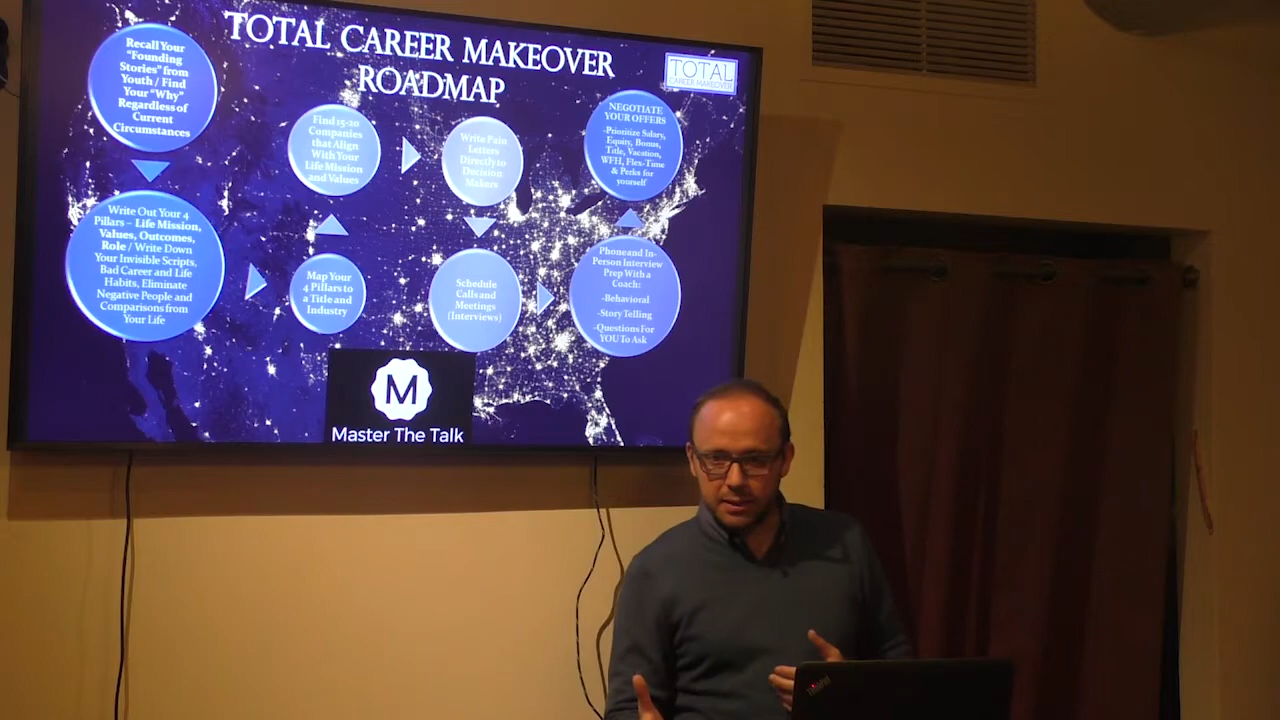 TOTAL CAREER MAKEOVER
ROADMAP
TOTAL
CAREER MAKEOVER
Recall Your
"Founding
Stories" from
Youth / Find
Your "Why"
Regardless of
Current
Circumstances
Write Out Your 4
Pillars – Life Mission,
Values, Outcomes,
Role / Write Down
Your Invisible Scripts,
Bad Career and Life
Habits, Eliminate
Negative People and
Comparisons from
Your Life
Map Your
4 Pillars to
a Title and
Industry
Find 15-20
Companies
that Align
With Your
Life Mission
and Values
Write Pain
Letters
Directly to
Decision
Makers
Schedule
Calls and
Meetings
(Interviews)
Phone and In-
Person Interview
Prep With a
Coach:
-Behavioral
-Story Telling
-Questions For
YOU To Ask
NEGOTIATE
YOUR OFFERS
-Prioritize Salary,
Equity, Bonus,
Title, Vacation,
WFH, Flex-Time
& Perks for
yourself
M
Master The Talk
ThinkPad